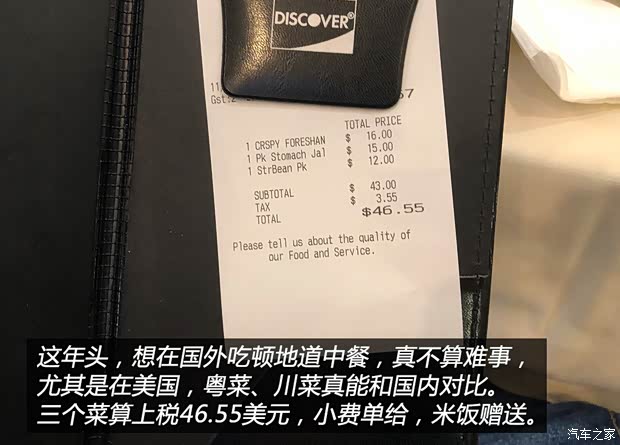 DISCOVER®
TOTAL PRICE
1 CRSPY FORESHAN $ 16.00
1 Pk Stomach Jal $ 15.00
1 StrBean Pk $ 12.00
SUBTOTAL $ 43.00
TAX $ 3.55
TOTAL $46.55
Please tell us about the quality of
our Food and Service.
这年头，想在国外吃顿地道中餐，真不算难事，
尤其是在美国，粤菜、川菜真能和国内对比。
三个菜算上税46.55美元，小费单给，米饭赠送。
汽车之家